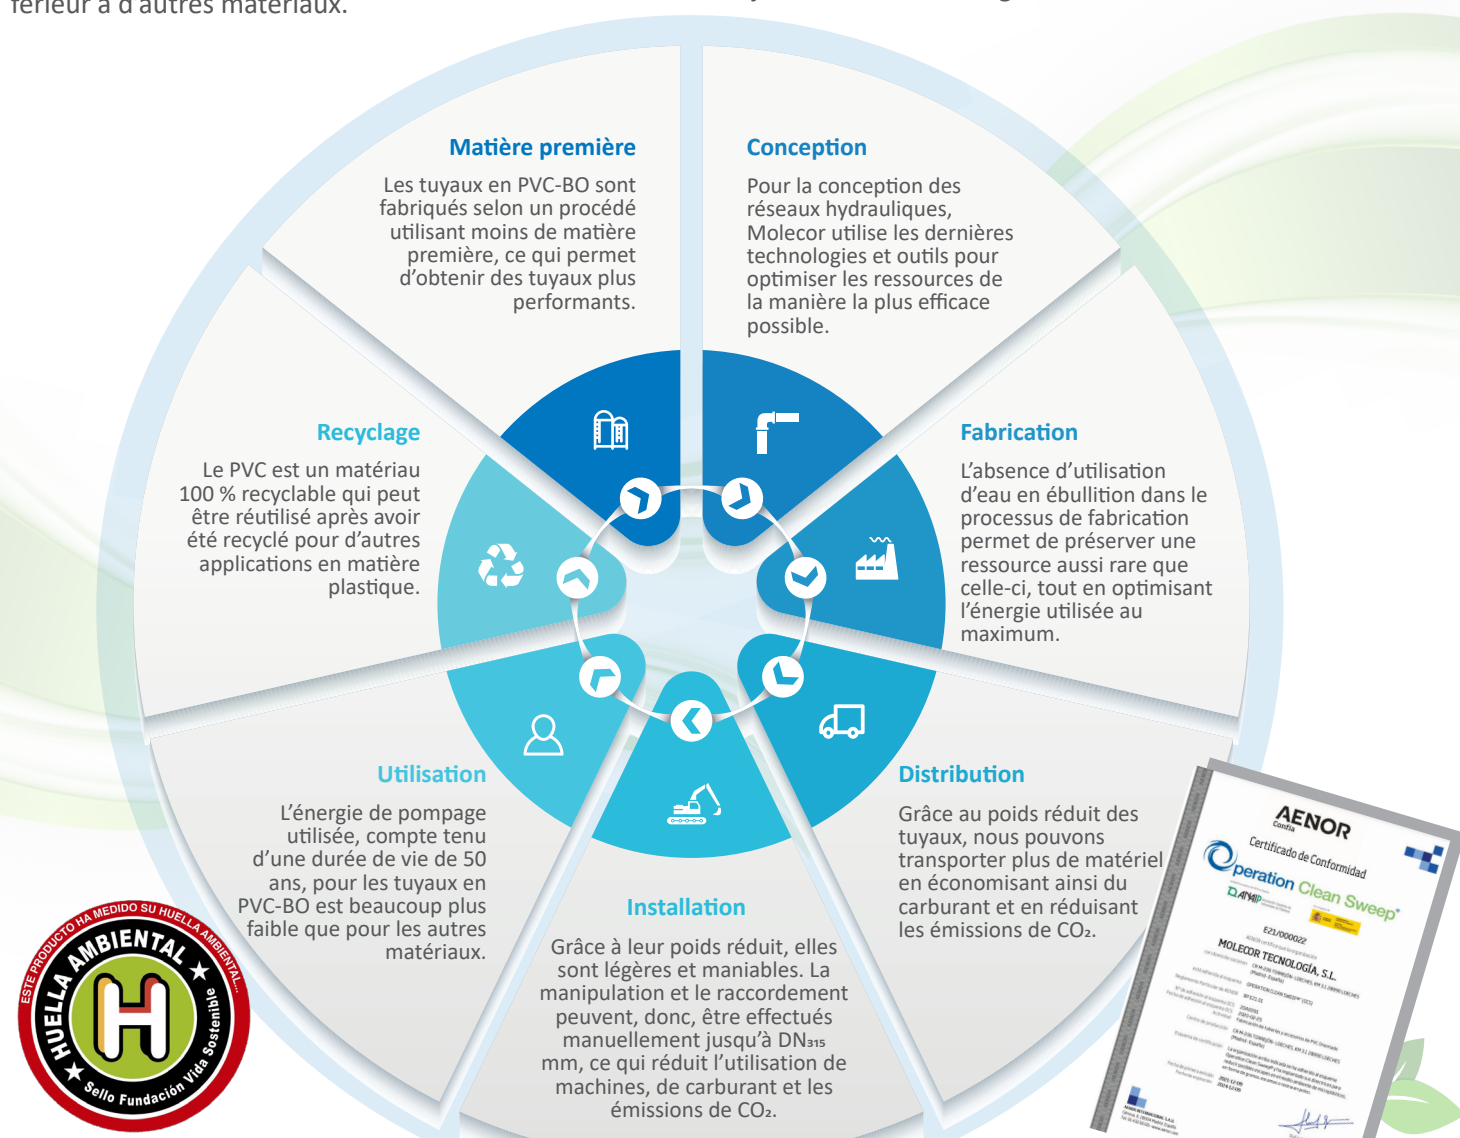 férieur à d'autres matériaux.
Matière première
Les tuyaux en PVC-BO sont
fabriqués selon un procédé
utilisant moins de matière
première, ce qui permet
d'obtenir des tuyaux plus
performants.
Conception
Pour la conception des
réseaux hydrauliques,
Molecor utilise les dernières
technologies et outils pour
optimiser les ressources de
la manière la plus efficace
possible.
Fabrication
L'absence d'utilisation
d'eau en ébullition dans le
processus de fabrication
permet de préserver une
ressource aussi rare que
celle-ci, tout en optimisant
l'énergie utilisée au
maximum.
Distribution
Grâce au poids réduit des
tuyaux, nous pouvons
transporter plus de matériel
en économisant ainsi du
carburant et en réduisant
les émissions de CO₂.
Installation
Grâce à leur poids réduit, elles
sont légères et maniables. La
manipulation et le raccordement
peuvent, donc, être effectués
manuellement jusqu'à DN₃₁₅
mm, ce qui réduit l'utilisation de
machines, de carburant et les
émissions de CO₂.
Utilisation
L'énergie de pompage
utilisée, compte tenu
d'une durée de vie de 50
ans, pour les tuyaux en
PVC-BO est beaucoup plus
faible que pour les autres
matériaux.
Recyclage
Le PVC est un matériau
100 % recyclable qui peut
être réutilisé après avoir
été recyclé pour d'autres
applications en matière
plastique.
ESTE PRODUCTO HA MEDIDO SU HUELLA AMBIENTAL...
HUELLA AMBIENTAL
H
Sello Fundación Vida Sostenible
AENOR
Confía
Certificado de Conformidad
Operation Clean Sweep®
ANAIP
E21/000022
MOLECOR TECNOLOGÍA, S.L.